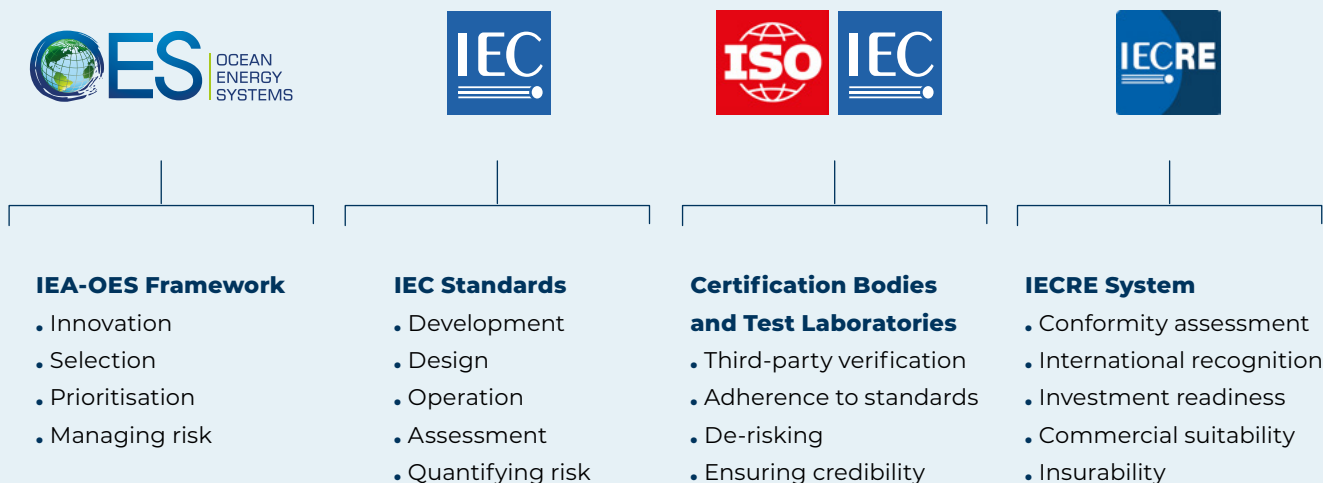 OES
OCEAN
ENERGY
SYSTEMS
IEC
ISO
IEC
IECRE
IEA-OES Framework
• Innovation
• Selection
• Prioritisation
• Managing risk
IEC Standards
• Development
• Design
• Operation
• Assessment
• Quantifying risk
Certification Bodies
and Test Laboratories
• Third-party verification
• Adherence to standards
• De-risking
• Ensuring credibility
IECRE System
• Conformity assessment
• International recognition
• Investment readiness
• Commercial suitability
• Insurability